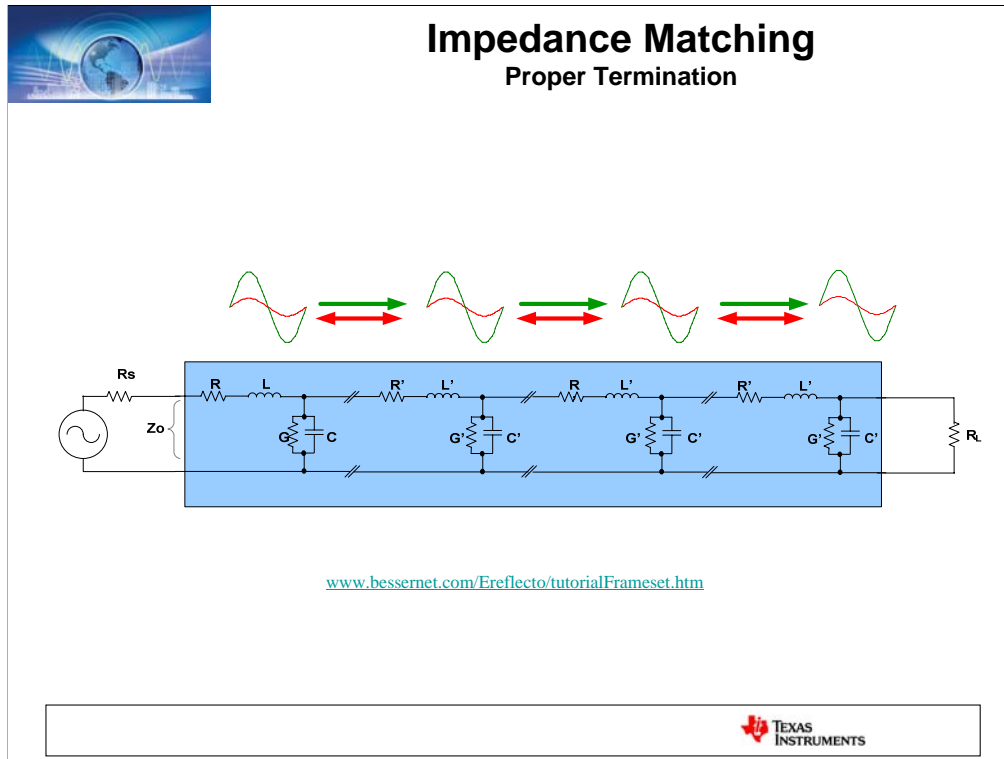 Impedance Matching
Proper Termination
Rs
R
L
R'
L'
R
L'
R'
L'
Zo
G
C
G'
C'
G'
C'
G'
C'
RL
www.bessernet.com/Ereflecto/tutorialFrameset.htm
TEXAS
INSTRUMENTS